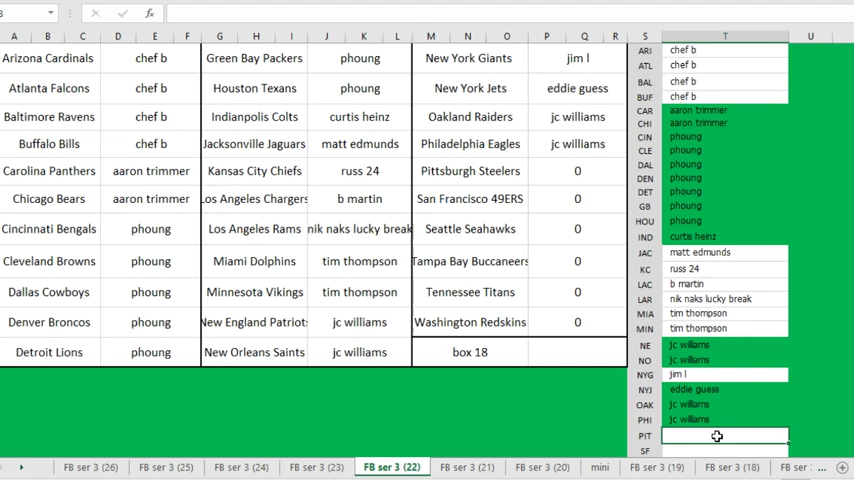 8 fx
A B C D E F G H I J K L M N O P Q R S T U
Arizona Cardinals chef b Green Bay Packers phoung New York Giants jim l
Atlanta Falcons chef b Houston Texans phoung New York Jets eddie guess
Baltimore Ravens chef b Indianpolis Colts curtis heinz Oakland Raiders jc williams
Buffalo Bills chef b Jacksonville Jaguars matt edmunds Philadelphia Eagles jc williams
Carolina Panthers aaron trimmer Kansas City Chiefs russ 24 Pittsburgh Steelers 0
Chicago Bears aaron trimmer Los Angeles Chargers b martin San Francisco 49ERS 0
Cincinnati Bengals phoung Los Angeles Rams nik naks lucky break Seattle Seahawks 0
Cleveland Browns phoung Miami Dolphins tim thompson Tampa Bay Buccaneers 0
Dallas Cowboys phoung Minnesota Vikings tim thompson Tennessee Titans 0
Denver Broncos phoung New England Patriots jc williams Washington Redskins 0
Detroit Lions phoung New Orleans Saints jc williams box 18
ARI chef b
ATL chef b
BAL chef b
BUF chef b
CAR aaron trimmer
CHI aaron trimmer
CIN phoung
CLE phoung
DAL phoung
DEN phoung
DET phoung
GB phoung
HOU phoung
IND curtis heinz
JAC matt edmunds
KC russ 24
LAC b martin
LAR nik naks lucky break
MIA tim thompson
MIN tim thompson
NE jc williams
NO jc williams
NYG jim l
NYJ eddie guess
OAK jc williams
PHI jc williams
PIT
SF
FB ser 3 (26) FB ser 3 (25) FB ser 3 (24) FB ser 3 (23) FB ser 3 (22) FB ser 3 (21) FB ser 3 (20) mini FB ser 3 (19) FB ser 3 (18) FB ser ...